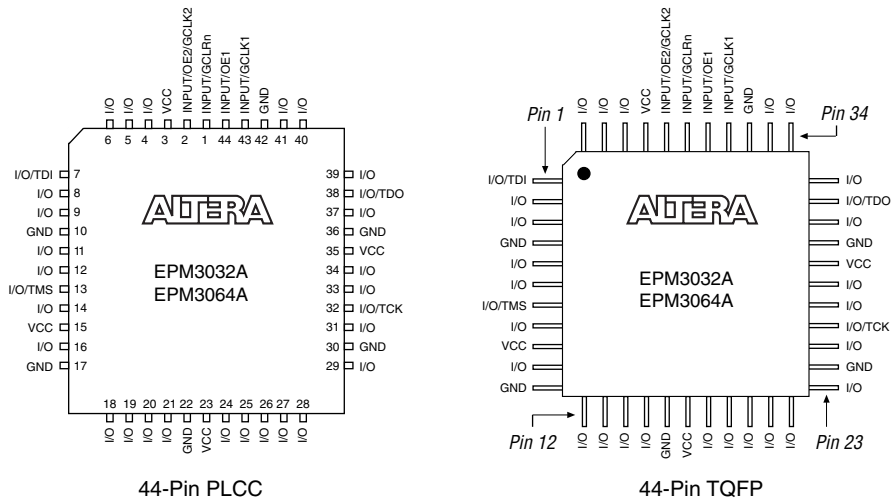 INPUT/OE2/GCLK2
INPUT/GCLRn
INPUT/OE1
INPUT/GCLK1
I/O I/O I/O VCC GND I/O I/O
6 5 4 3 2 1 44 43 42 41 40
I/O/TDI 7
I/O 8
I/O 9
GND 10
I/O 11
I/O 12
I/O/TMS 13
I/O 14
VCC 15
I/O 16
GND 17
ALTERA
EPM3032A
EPM3064A
39 I/O
38 I/O/TDO
37 I/O
36 GND
35 VCC
34 I/O
33 I/O
32 I/O/TCK
31 I/O
30 GND
29 I/O
18 19 20 21 22 23 24 25 26 27 28
I/O I/O I/O I/O GND VCC I/O I/O I/O I/O I/O
44-Pin PLCC
INPUT/OE2/GCLK2
INPUT/GCLRn
INPUT/OE1
INPUT/GCLK1
I/O I/O I/O VCC GND I/O I/O
Pin 1
Pin 34
I/O/TDI
I/O
I/O
GND
I/O
I/O
I/O/TMS
I/O
VCC
I/O
GND
ALTERA
EPM3032A
EPM3064A
I/O
I/O/TDO
I/O
GND
VCC
I/O
I/O
I/O/TCK
I/O
GND
I/O
Pin 12
Pin 23
I/O I/O I/O I/O GND VCC I/O I/O I/O I/O I/O
44-Pin TQFP